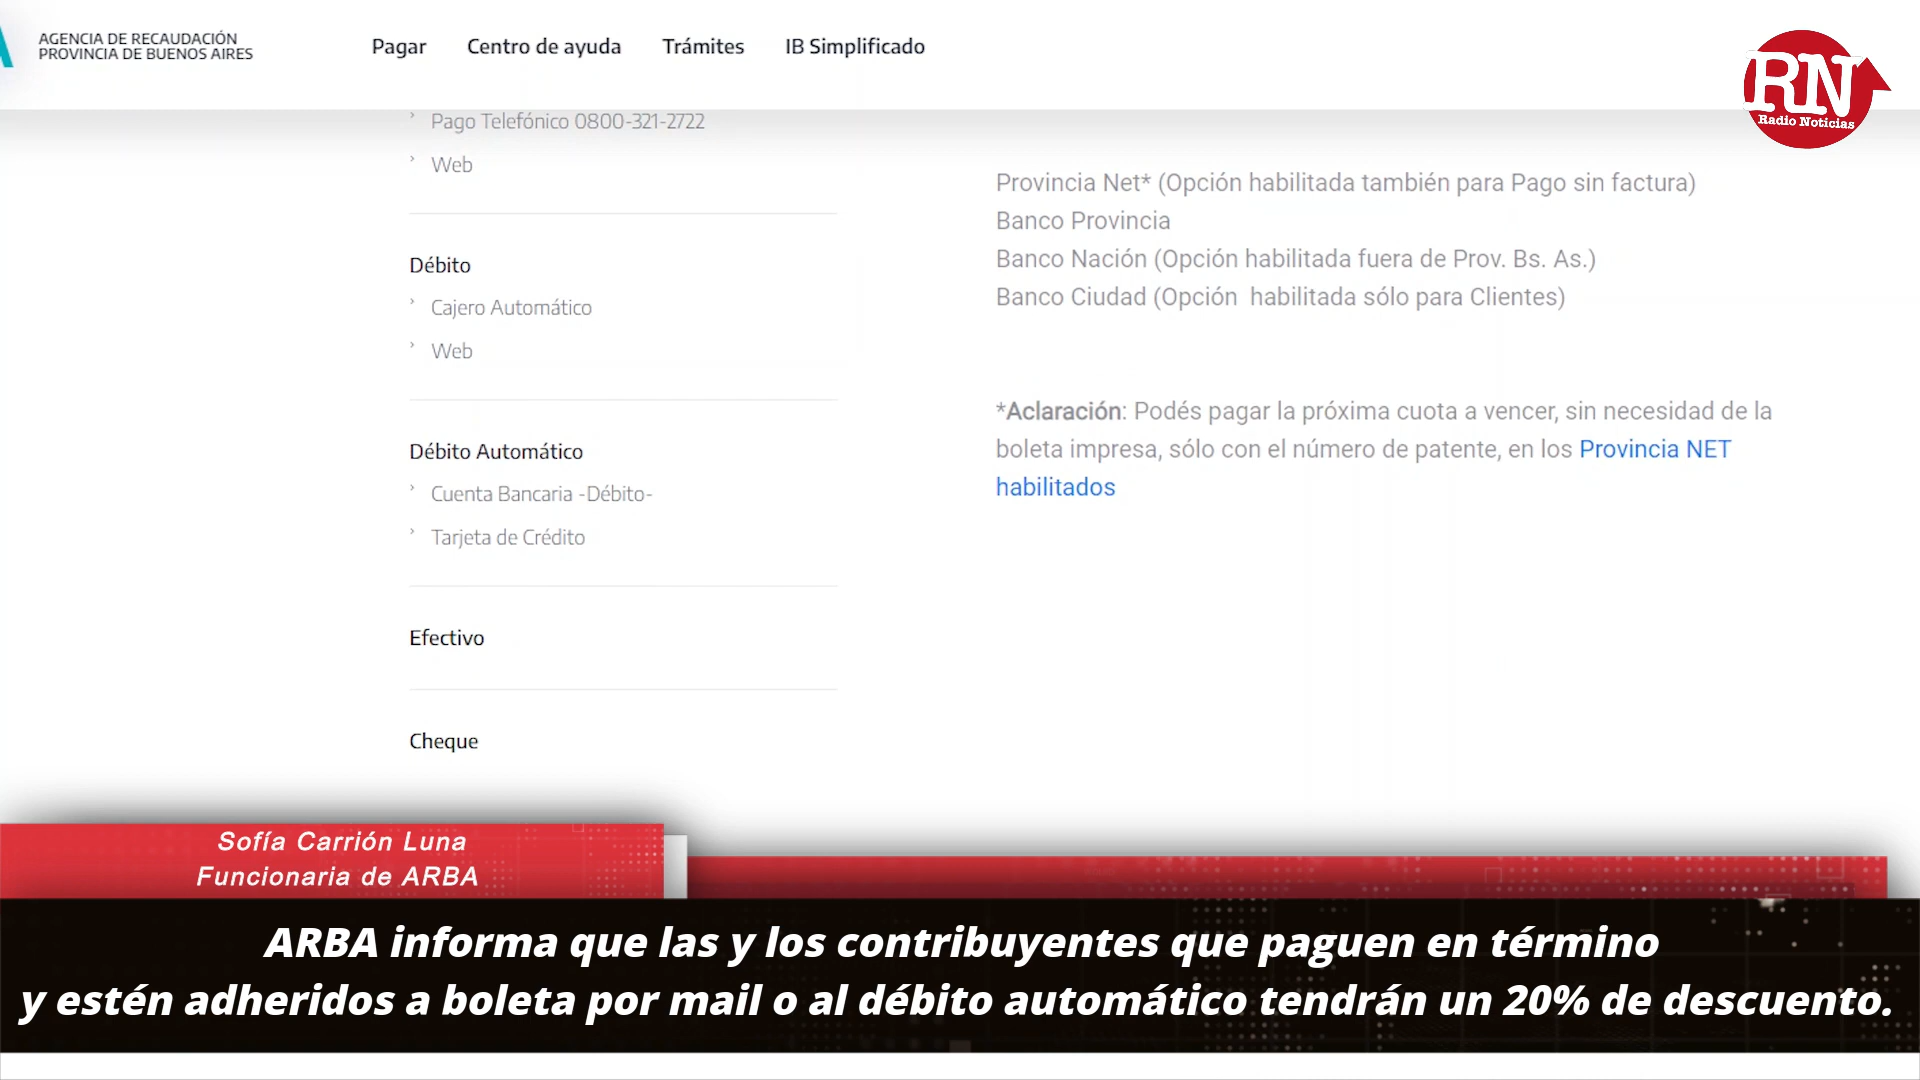 AGENCIA DE RECAUDACIÓN
PROVINCIA DE BUENOS AIRES
Pagar
Centro de ayuda
Trámites
IB Simplificado
RN
Radio Noticias
Pago Telefónico 0800-321-2722
Web
Débito
Cajero Automático
Web
Débito Automático
Cuenta Bancaria -Débito-
Tarjeta de Crédito
Efectivo
Cheque
Provincia Net* (Opción habilitada también para Pago sin factura)
Banco Provincia
Banco Nación (Opción habilitada fuera de Prov. Bs. As.)
Banco Ciudad (Opción  habilitada sólo para Clientes)
*Aclaración: Podés pagar la próxima cuota a vencer, sin necesidad de la
boleta impresa, sólo con el número de patente, en los Provincia NET
habilitados
Sofía Carrión Luna
Funcionaria de ARBA
ARBA informa que las y los contribuyentes que paguen en término
y estén adheridos a boleta por mail o al débito automático tendrán un 20% de descuento.